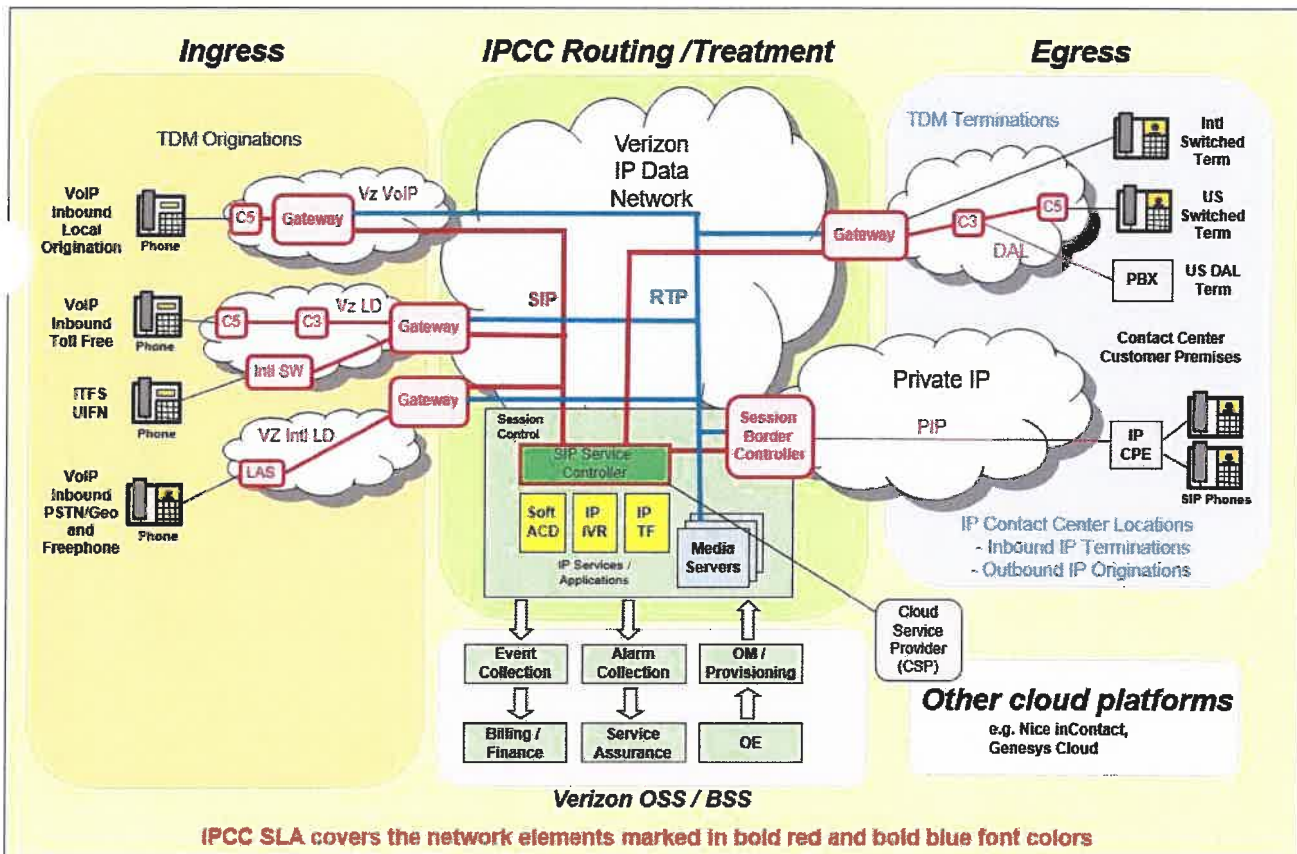 Ingress
IPCC Routing /Treatment
Egress
TDM Originations
VoIP
Inbound
Local
Origination
Phone
C5
Gateway
Vz VoIP
VoIP
Inbound
Toll Free
Phone
C5
C3
Vz LD
Gateway
Intl SW
ITFS
UIFN
Phone
Gateway
VZ Intl LD
LAS
VoIP
Inbound
PSTN/Geo
and
Freephone
Phone
Verizon
IP Data
Network
SIP
RTP
Session
Control
SIP Service
Controller
Soft
ACD
IP
IVR
IP
TF
IP Services /
Applications
Media
Servers
Session
Border
Controller
TDM Terminations
Gateway
C3
C5
DAL
Intl
Switched
Term
US
Switched
Term
PBX
US DAL
Term
Contact Center
Customer Premises
Private IP
PIP
IP
CPE
SIP Phones
IP Contact Center Locations
- Inbound IP Terminations
- Outbound IP Originations
Event
Collection
Alarm
Collection
OM /
Provisioning
Billing /
Finance
Service
Assurance
OE
Cloud
Service
Provider
(CSP)
Other cloud platforms
e.g. Nice inContact,
Genesys Cloud
Verizon OSS / BSS
IPCC SLA covers the network elements marked in bold red and bold blue font colors